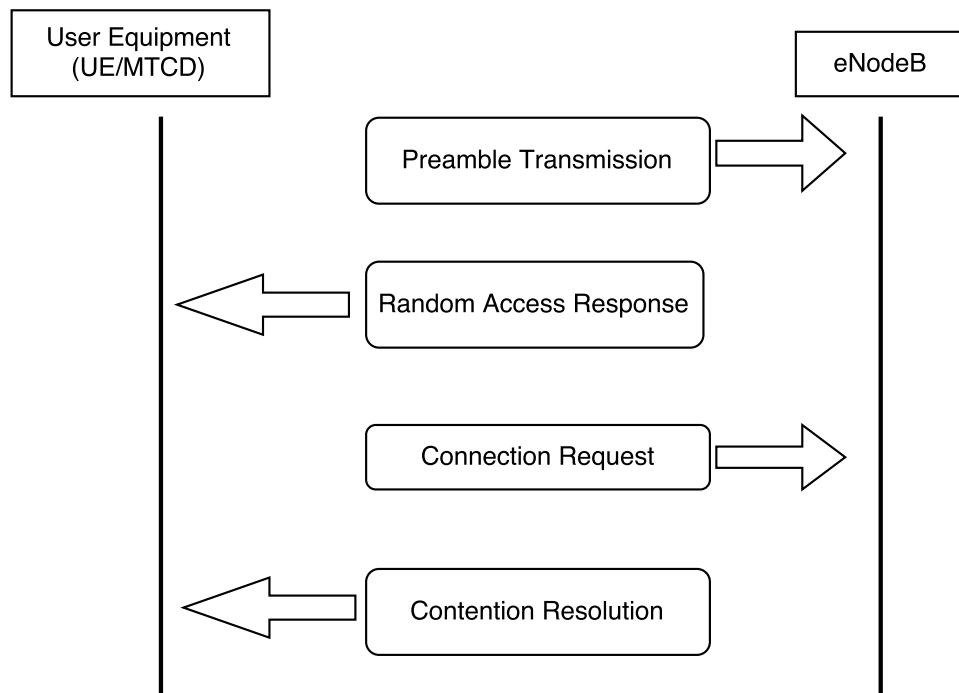 User Equipment
(UE/MTCD)
eNodeB
Preamble Transmission
Random Access Response
Connection Request
Contention Resolution